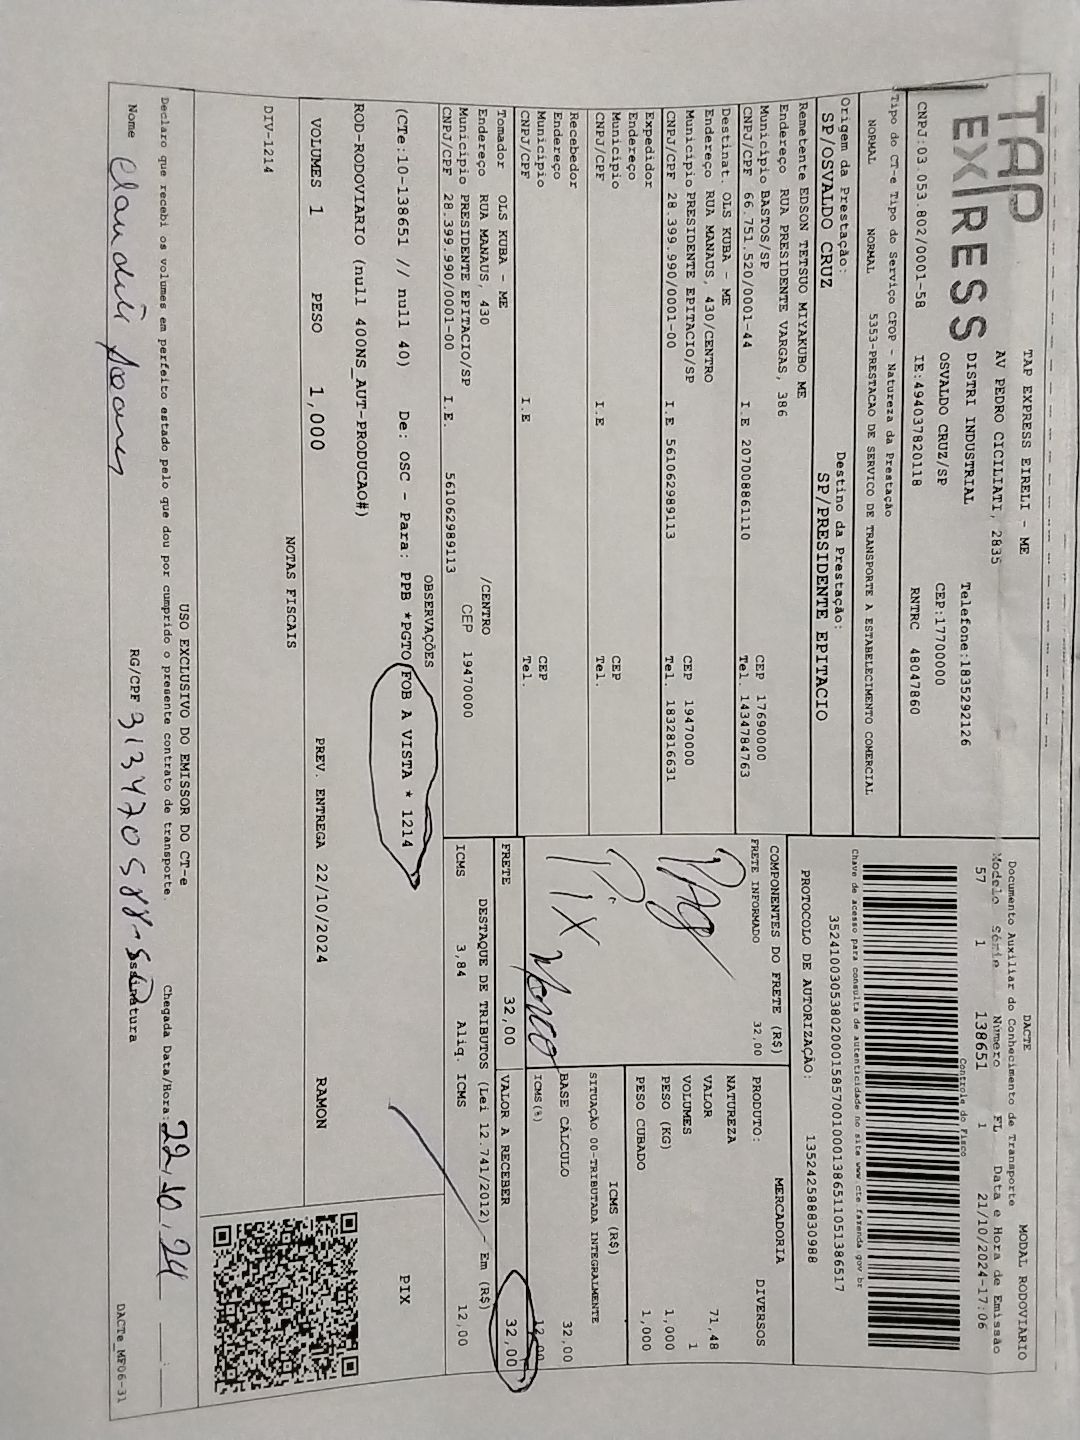 TAP EXPRESS
TAP EXPRESS EIRELI - ME
AV PEDRO CICILIATI, 2835
DISTRI INDUSTRIAL Telefone:1835292126
OSVALDO CRUZ/SP CEP:17700000
CNPJ:03.053.802/0001-58 IE:494037820118 RNTRC 48047860
Tipo do CT-e Tipo do Serviço CFOP - Natureza da Prestação
NORMAL NORMAL 5353-PRESTACAO DE SERVICO DE TRANSPORTE A ESTABELECIMENTO COMERCIAL
Origem da Prestação: Destino da Prestação:
SP/OSVALDO CRUZ SP/PRESIDENTE EPITACIO
Remetente EDSON TETSUO MIYAKUBO ME
Endereço RUA PRESIDENTE VARGAS, 386
Municipio BASTOS/SP CEP 17690000
CNPJ/CPF 66.751.520/0001-44 I.E 207008861110 Tel. 1434784763
Destinat. OLS KUBA - ME
Endereço RUA MANAUS, 430/CENTRO
Municipio PRESIDENTE EPITACIO/SP CEP 19470000
CNPJ/CPF 28.399.990/0001-00 I.E 561062989113 Tel. 1832816631
Expedidor
Endereço
Municipio CEP
CNPJ/CPF I.E Tel.
Recebedor
Endereço
Municipio CEP
CNPJ/CPF I.E Tel.
Tomador OLS KUBA - ME
Endereço RUA MANAUS, 430 /CENTRO
Municipio PRESIDENTE EPITACIO/SP CEP 19470000
CNPJ/CPF 28.399.990/0001-00 I.E. 561062989113
DACTE MODAL RODOVIÁRIO
Documento Auxiliar do Conhecimento de Transporte
Modelo Série Numero FL Data e Hora de Emissão
57 1 138651 1 21/10/2024-17:06
Controle do Fisco
Chave de acesso para consulta de autenticidade no site www.cte.fazenda.gov.br
PROTOCOLO DE AUTORIZAÇÃO: 135242588830988
COMPONENTES DO FRETE (R$)
FRETE INFORMADO 32,00
PAG
PIX
FRETE 32,00
MERCADORIA
PRODUTO: DIVERSOS
NATUREZA
VALOR 71,48
VOLUMES 1
PESO (KG) 1,000
PESO CUBADO 1,000
ICMS (R$)
SITUAÇÃO 00-TRIBUTADA INTEGRALMENTE
BASE CÁLCULO 32,00
ICMS(%) 12,00
VALOR A RECEBER 32,00
DESTAQUE DE TRIBUTOS (Lei 12.741/2012) - Em (R$)
ICMS 3,84 Aliq. ICMS 12,00
OBSERVAÇÕES
(CTe:10-138651 // null 40) De: OSC - Para: PPB *PGTO FOB A VISTA * 1214
ROD-RODOVIARIO (null 400NS_AUT-PRODUCAO#)
PIX
VOLUMES 1 PESO 1,000 PREV. ENTREGA 22/10/2024 RAMON
NOTAS FISCAIS
DIV-1214
USO EXCLUSIVO DO EMISSOR DO CT-e
Declaro que recebi os volumes em perfeito estado pelo que dou por cumprido o presente contrato de transporte. Chegada Data/Hora: 22.10.24
Nome Soares RG/CPF Assinatura
DACTe_MF06-31